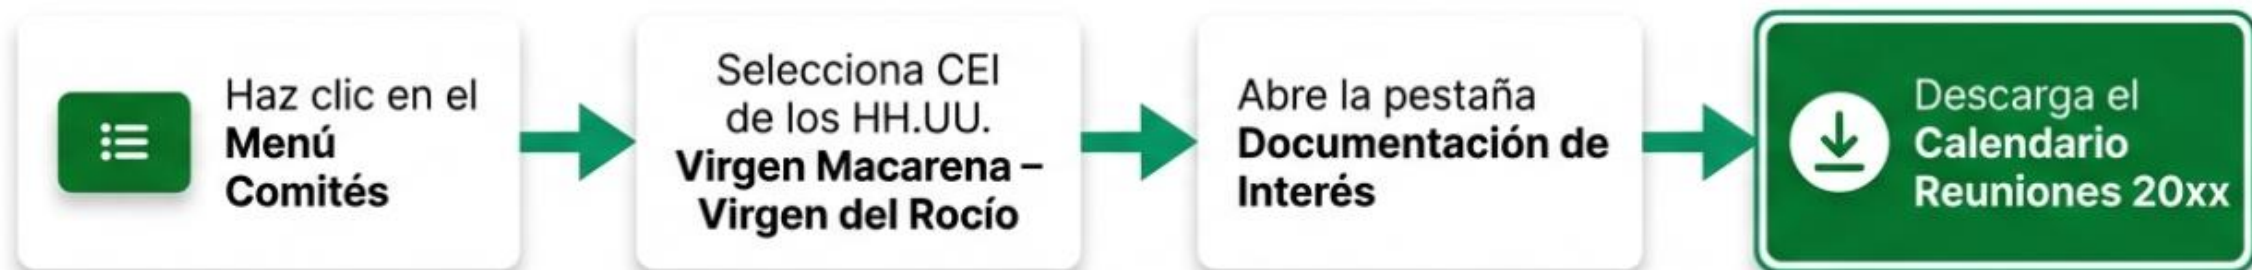 Haz clic en el
Menú
Comités
Selecciona CEI
de los HH.UU.
Virgen Macarena –
Virgen del Rocío
Abre la pestaña
Documentación de
Interés
Descarga el
Calendario
Reuniones 20xx